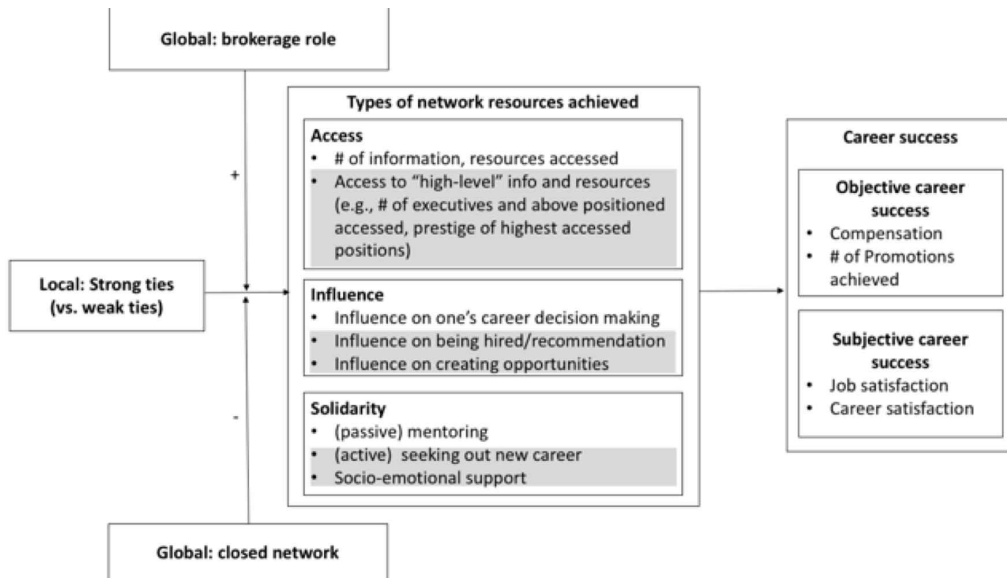 Global: brokerage role
Types of network resources achieved
Access
• # of information, resources accessed
• Access to “high-level” info and resources
(e.g., # of executives and above positioned
accessed, prestige of highest accessed
positions)
+
Local: Strong ties
(vs. weak ties)
Influence
• Influence on one’s career decision making
• Influence on being hired/recommendation
• Influence on creating opportunities
-
Solidarity
• (passive) mentoring
• (active) seeking out new career
• Socio-emotional support
Global: closed network
Career success
Objective career
success
• Compensation
• # of Promotions
achieved
Subjective career
success
• Job satisfaction
• Career satisfaction